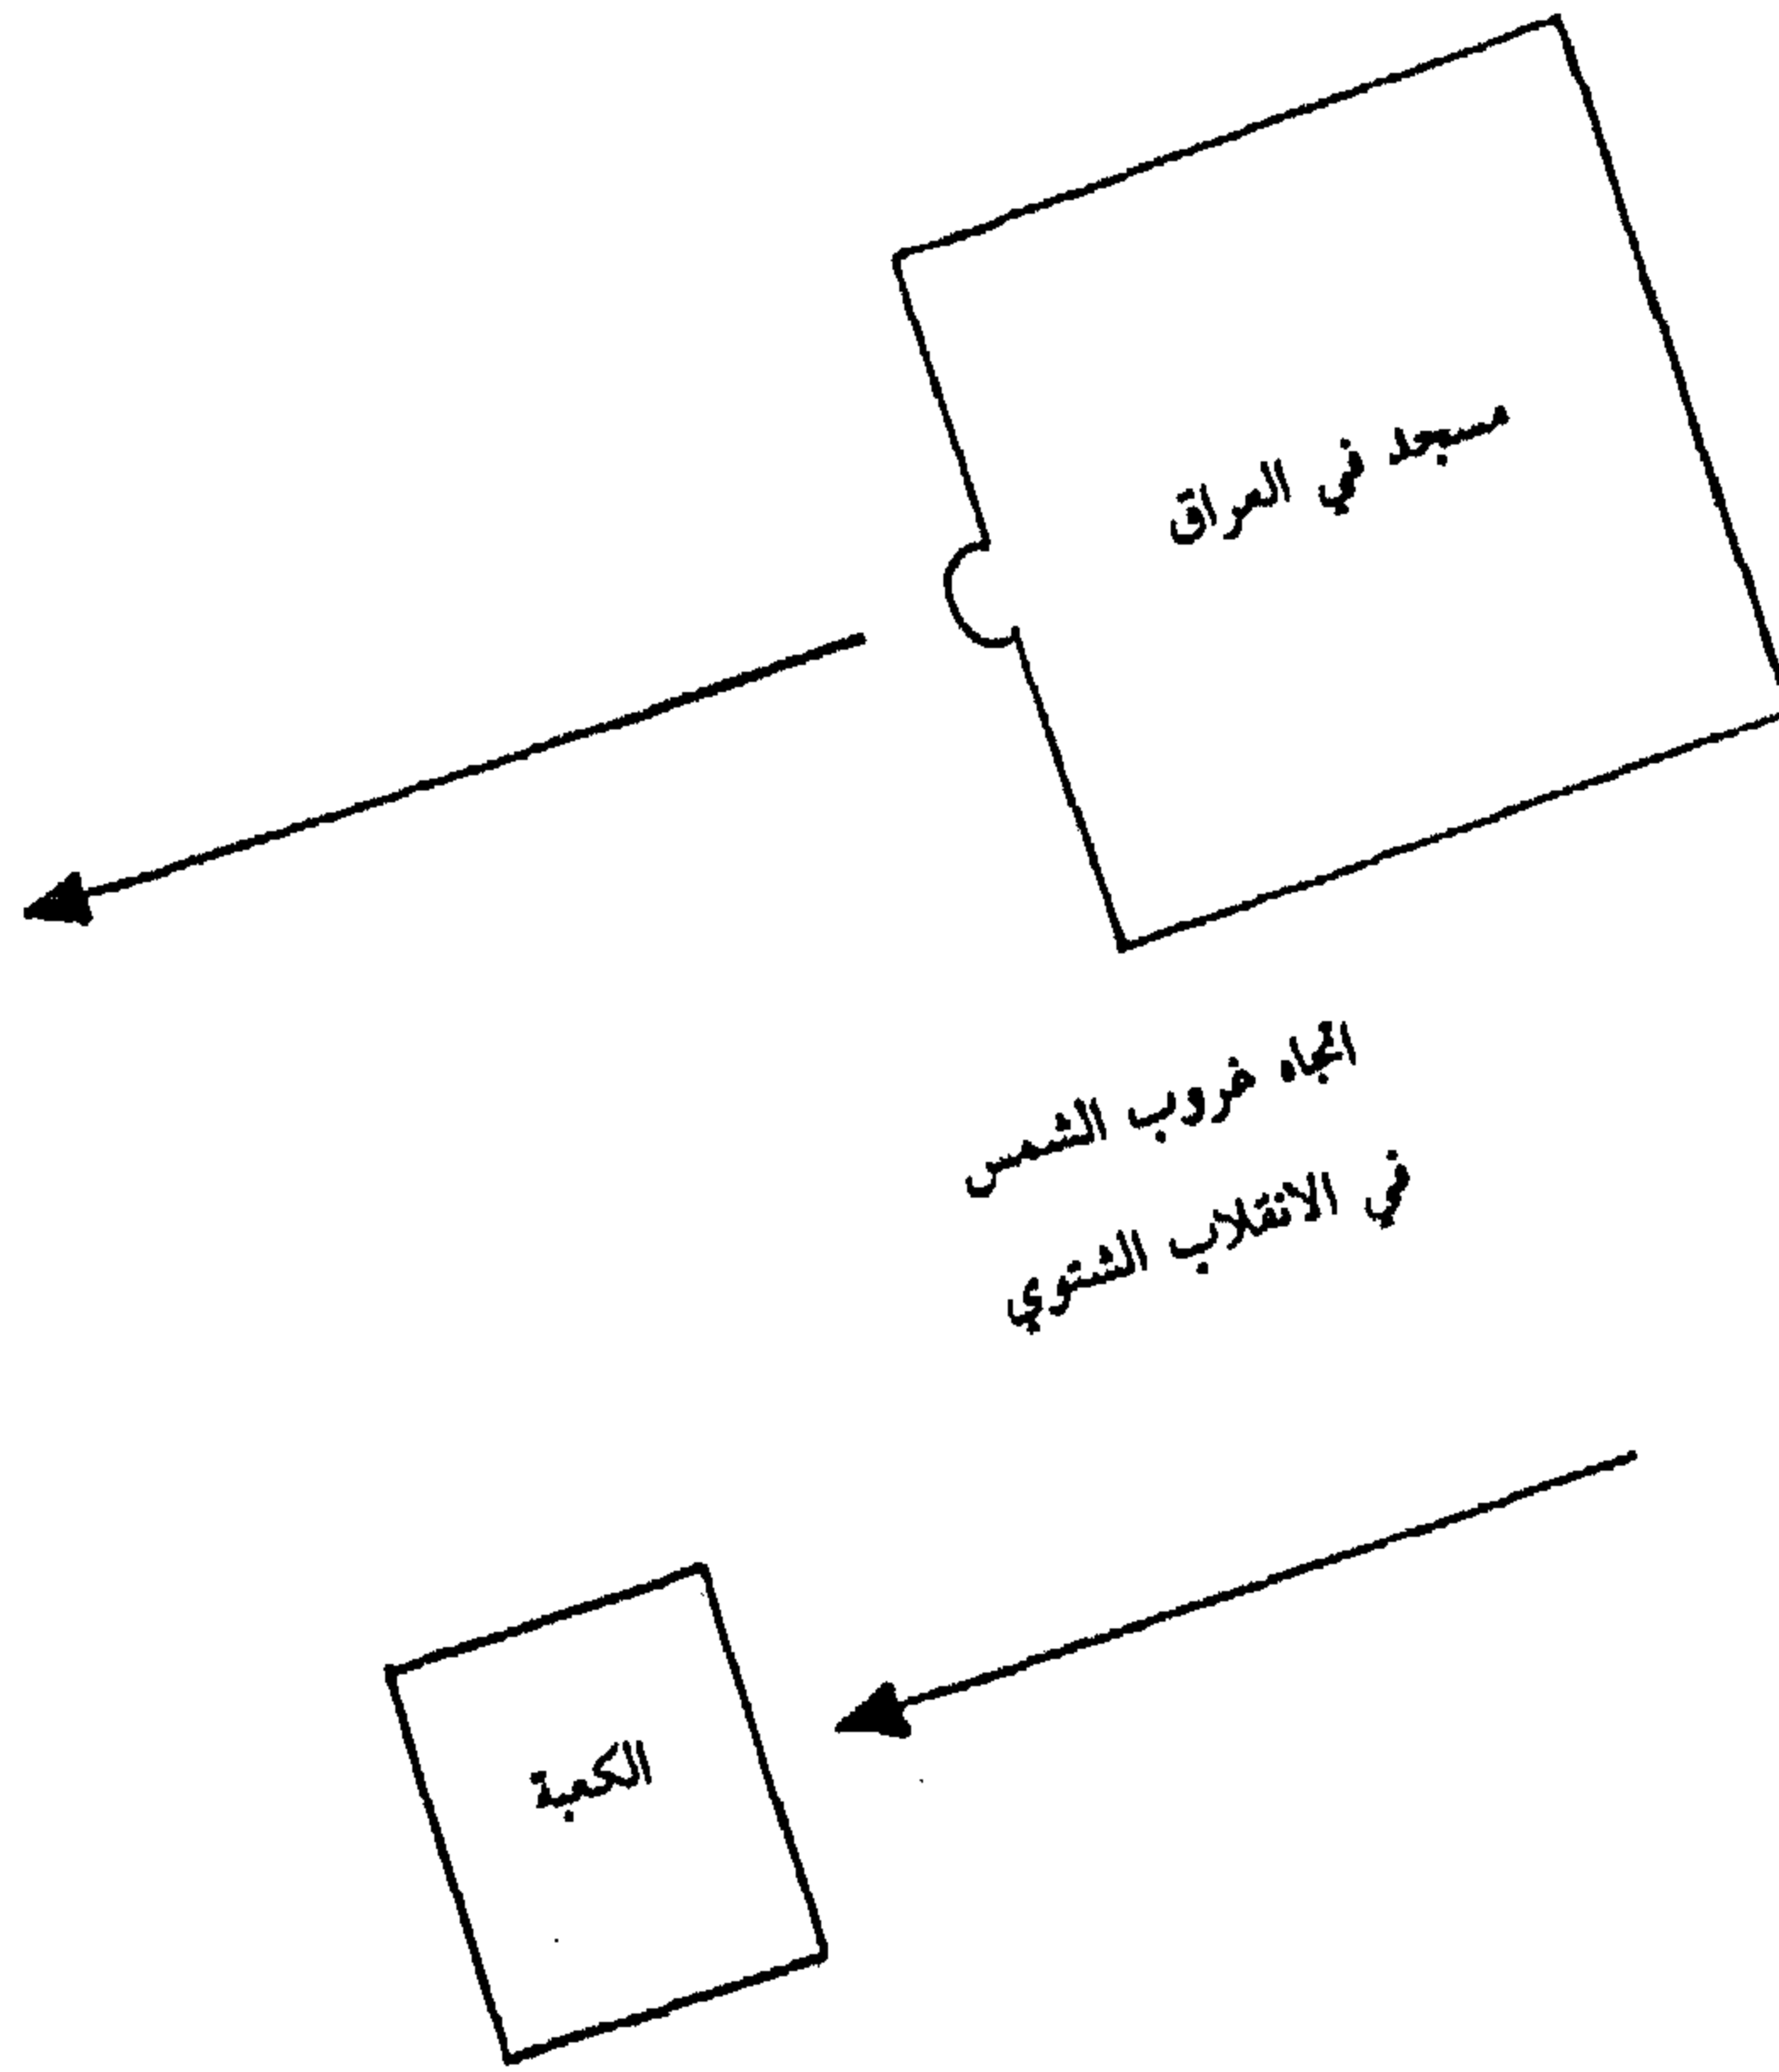 مسجد في العراق
اتجاه غروب الشمس
في الانقلاب الشتوي
الكعبة